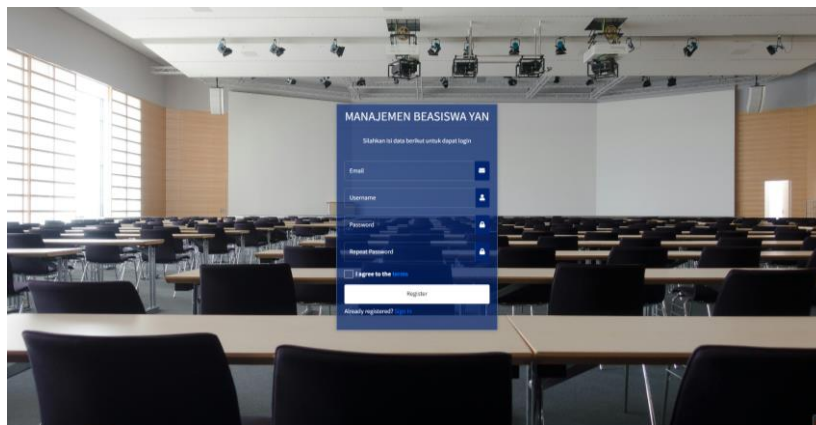 MANAJEMEN BEASISWA YAN
Silahkan isi data berikut untuk dapat login
Email
Username
Password
Repeat Password
I agree to the terms
Register
Already registered? Sign in